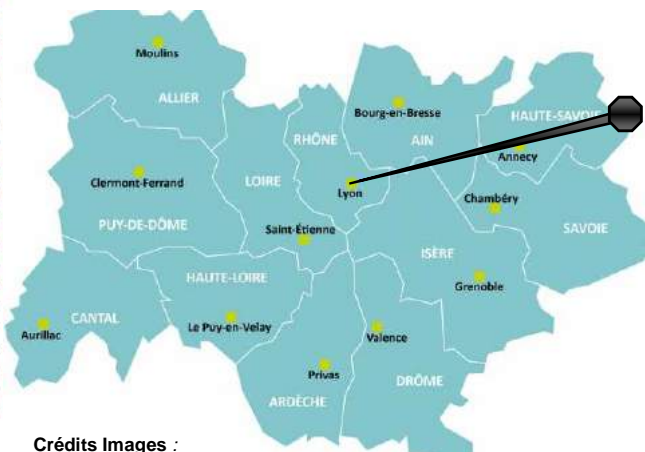 Moulins
ALLIER
Bourg-en-Bresse
HAUTE-SAVOIE
RHÔNE
AIN
Annecy
Clermont-Ferrand
LOIRE
Lyon
Chambéry
PUY-DE-DÔME
Saint-Étienne
SAVOIE
ISÈRE
HAUTE-LOIRE
Grenoble
CANTAL
Aurillac
Le Puy-en-Velay
Valence
Privas
DRÔME
ARDÈCHE
Crédits Images :